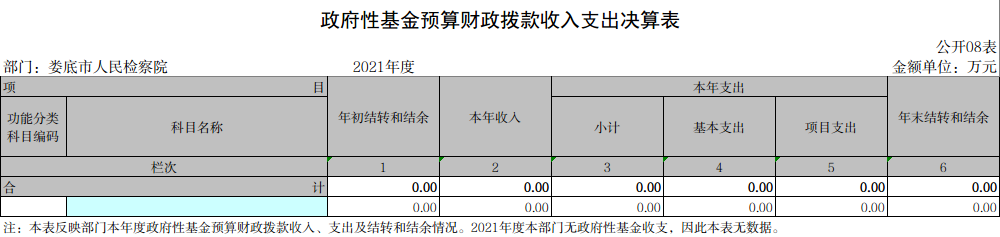 政府性基金预算财政拨款收入支出决算表
公开08表
部门：娄底市人民检察院 2021年度 金额单位：万元
项 目 年初结转和结余 本年收入 本年支出 年末结转和结余
功能分类科目编码 科目名称 小计 基本支出 项目支出
栏次 1 2 3 4 5 6
合 计 0.00 0.00 0.00 0.00 0.00 0.00
0.00 0.00 0.00 0.00 0.00 0.00
注：本表反映部门本年度政府性基金预算财政拨款收入、支出及结转和结余情况。2021年度本部门无政府性基金收支，因此本表无数据。